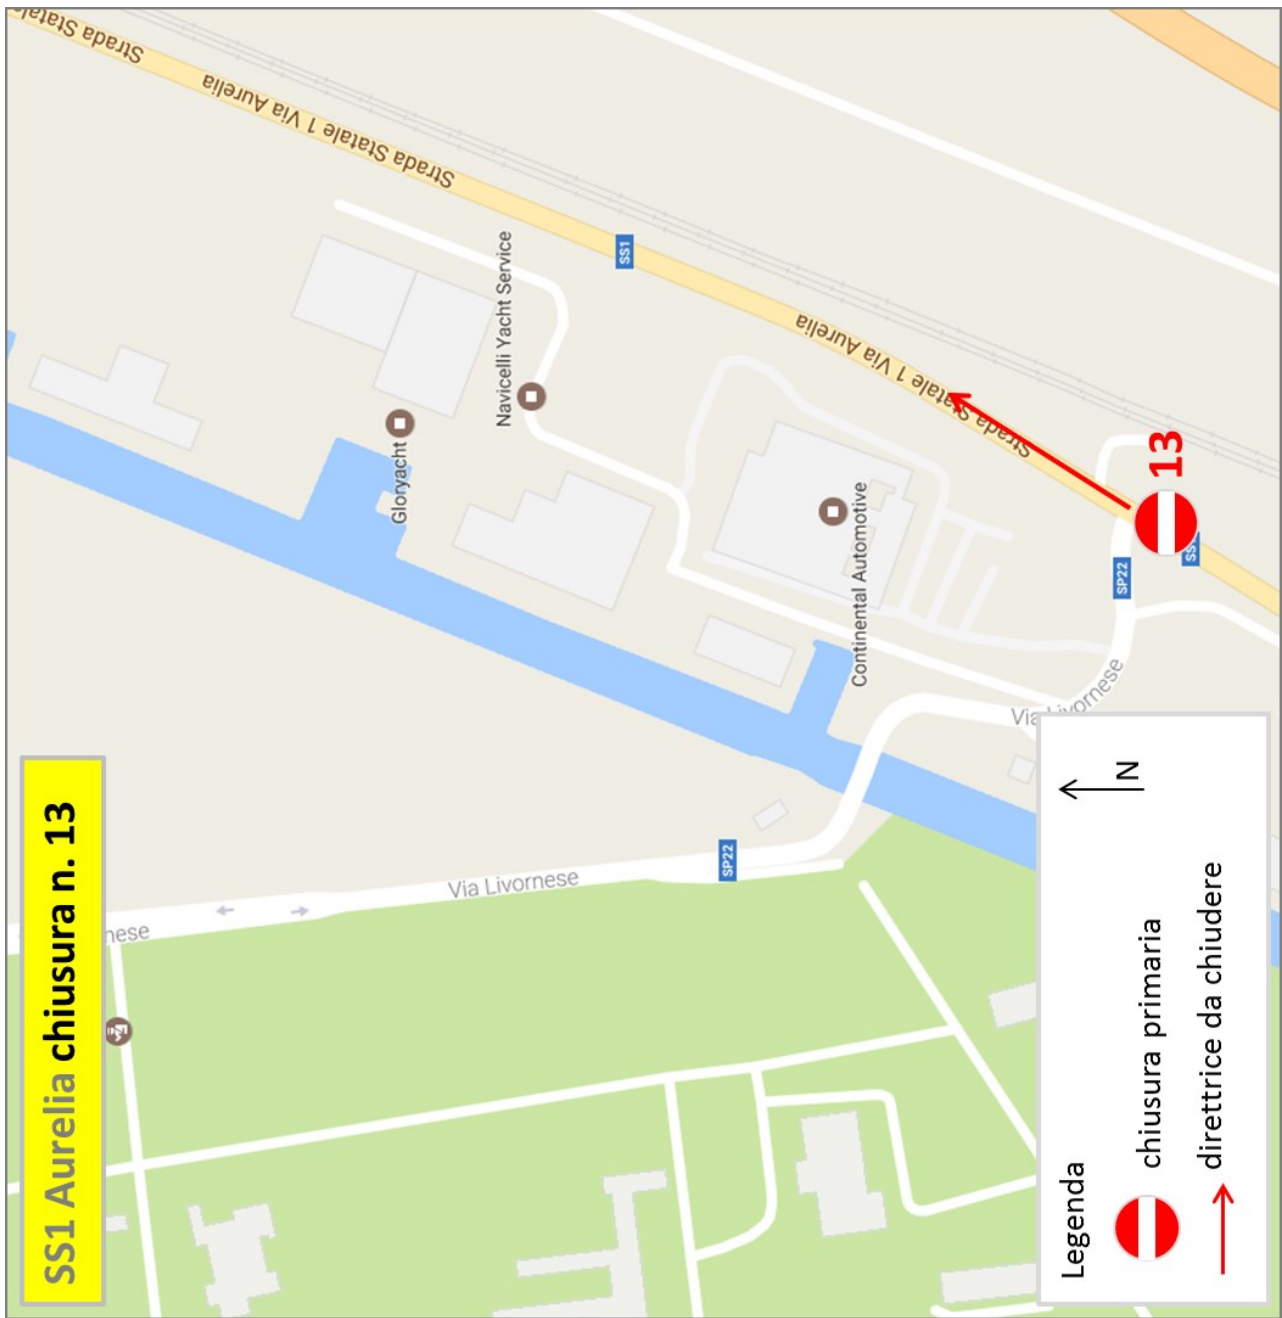 SS1 Aurelia chiusura n. 13
Strada Statale
Strada Statale 1 Via Aurelia
SS1
Navicelli Yacht Service
Gloryacht
Strada Statale 1 Via Aurelia
Continental Automotive
13
SP22
Via Livornese
SP22
Via Livornese
nese
Legenda
N
chiusura primaria
direttrice da chiudere